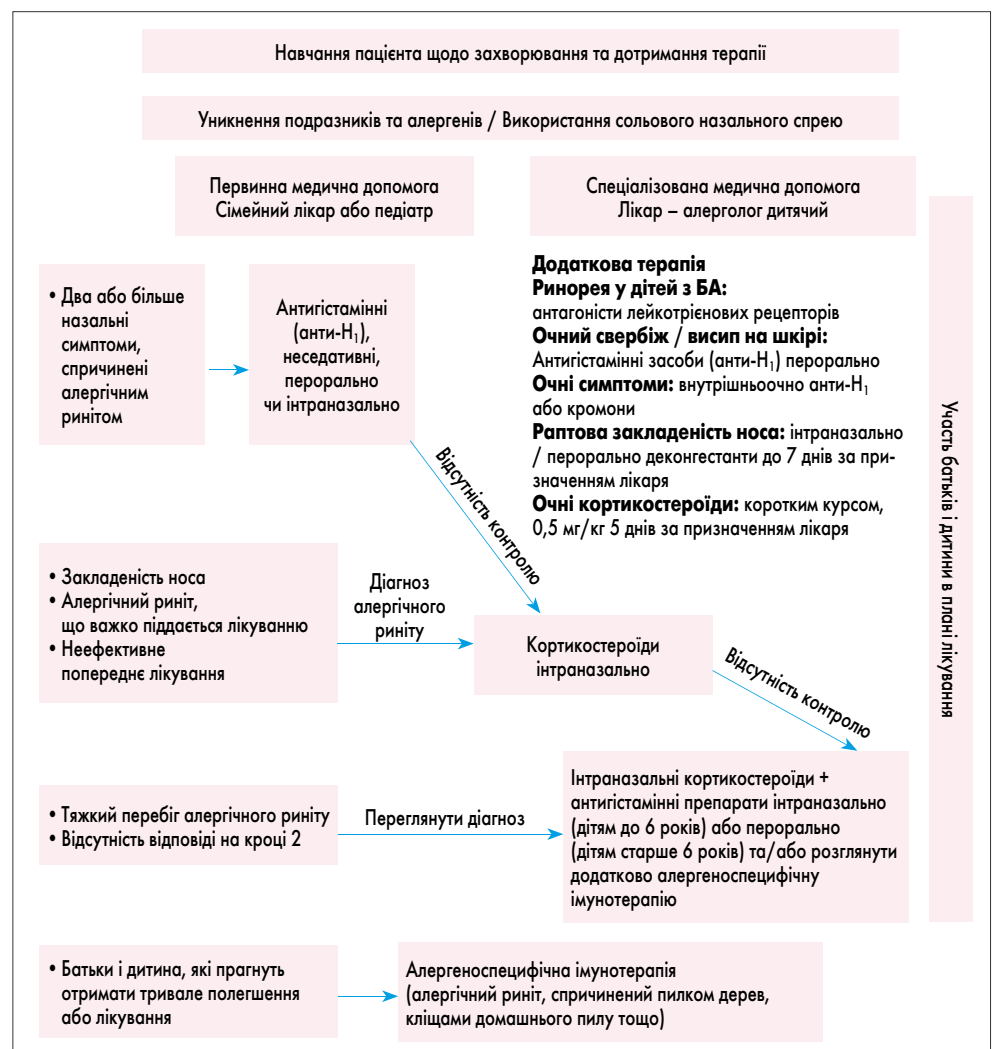 Навчання пацієнта щодо захворювання та дотримання терапії
Уникнення подразників та алергенів / Використання сольового назального спрею
Первинна медична допомога
Сімейний лікар або педіатр
Спеціалізована медична допомога
Лікар – алерголог дитячий
• Два або більше
назальні
симптоми,
спричинені
алергічним
ринітом
Антигістамінні
(анти-H₁),
неседативні,
перорально
чи інтраназально
Додаткова терапія
Ринорея у дітей з БА:
антагоністи лейкотрієнових рецепторів
Очний свербіж / висип на шкірі:
Антигістамінні засоби (анти-H₁) перорально
Очні симптоми: внутрішньоочно анти-H₁
або кромони
Раптова закладеність носа: інтраназально
/ перорально деконгестанти до 7 днів за при-
значенням лікаря
Очні кортикостероїди: коротким курсом,
0,5 мг/кг 5 днів за призначенням лікаря
Участь батьків і дитини в плані лікування
Відсутність контролю
• Закладеність носа
• Алергічний риніт,
що важко піддається лікуванню
• Неефективне
попереднє лікування
Діагноз
алергічного
риніту
Кортикостероїди
інтраназально
Відсутність контролю
• Тяжкий перебіг алергічного риніту
• Відсутність відповіді на кроці 2
Переглянути діагноз
Інтраназальні кортикостероїди +
антигістамінні препарати інтраназально
(дітям до 6 років) або перорально
(дітям старше 6 років) та/або розглянути
додатково алергеноспецифічну
імунотерапію
• Батьки і дитина, які прагнуть
отримати тривале полегшення
або лікування
Алергеноспецифічна імунотерапія
(алергічний риніт, спричинений пилком дерев,
кліщами домашнього пилу тощо)